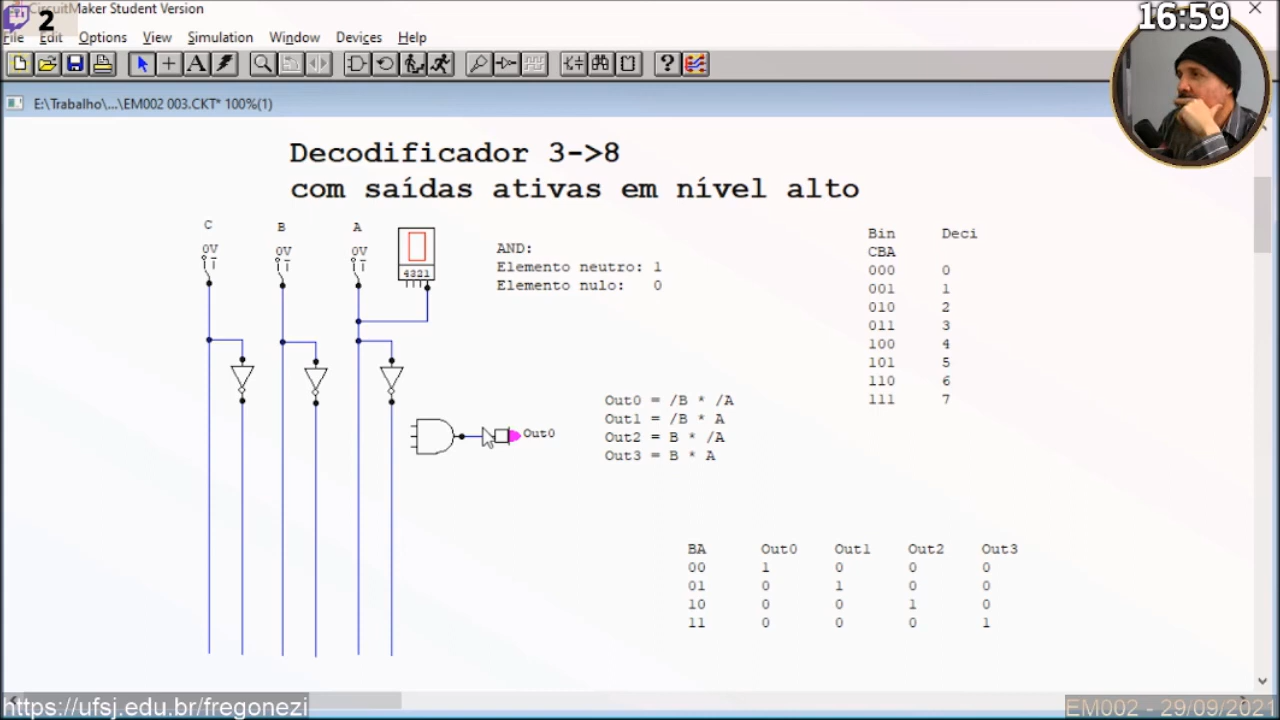 CircuitMaker Student Version
2
16:59
File Edit Options View Simulation Window Devices Help
E:\Trabalho\...\EM002 003.CKT* 100%(1)
Decodificador 3->8
com saídas ativas em nível alto
C B A
0V 0V 0V
4321
AND:
Elemento neutro: 1
Elemento nulo: 0
Bin Deci
CBA
000 0
001 1
010 2
011 3
100 4
101 5
110 6
111 7
Out0
Out0 = /B * /A
Out1 = /B * A
Out2 = B * /A
Out3 = B * A
BA Out0 Out1 Out2 Out3
00 1 0 0 0
01 0 1 0 0
10 0 0 1 0
11 0 0 0 1
https://ufsj.edu.br/fregonezi
EM002 - 29/09/2021